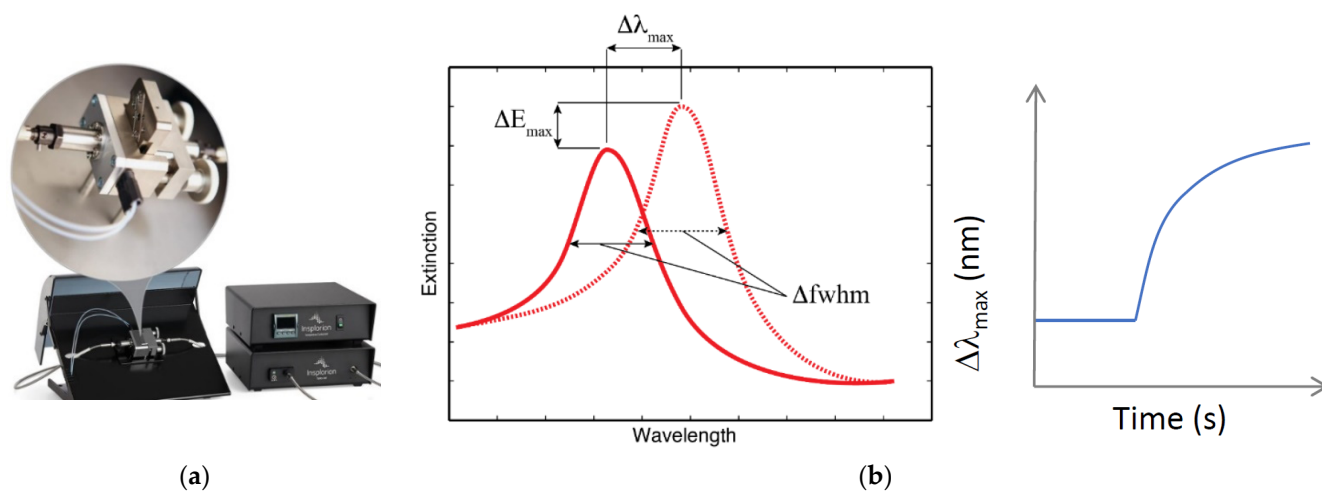 Insplorion
Insplorion
Δλmax
ΔEmax
Δfwhm
Extinction
Wavelength
Δλmax (nm)
Time (s)
(a)
(b)